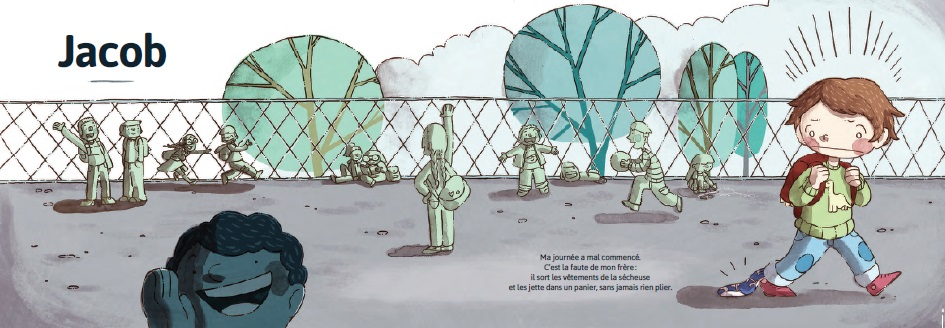 Jacob
Ma journée a mal commencé.
C'est la faute de mon frère :
il sort les vêtements de la sécheuse
et les jette dans un panier, sans jamais rien plier.